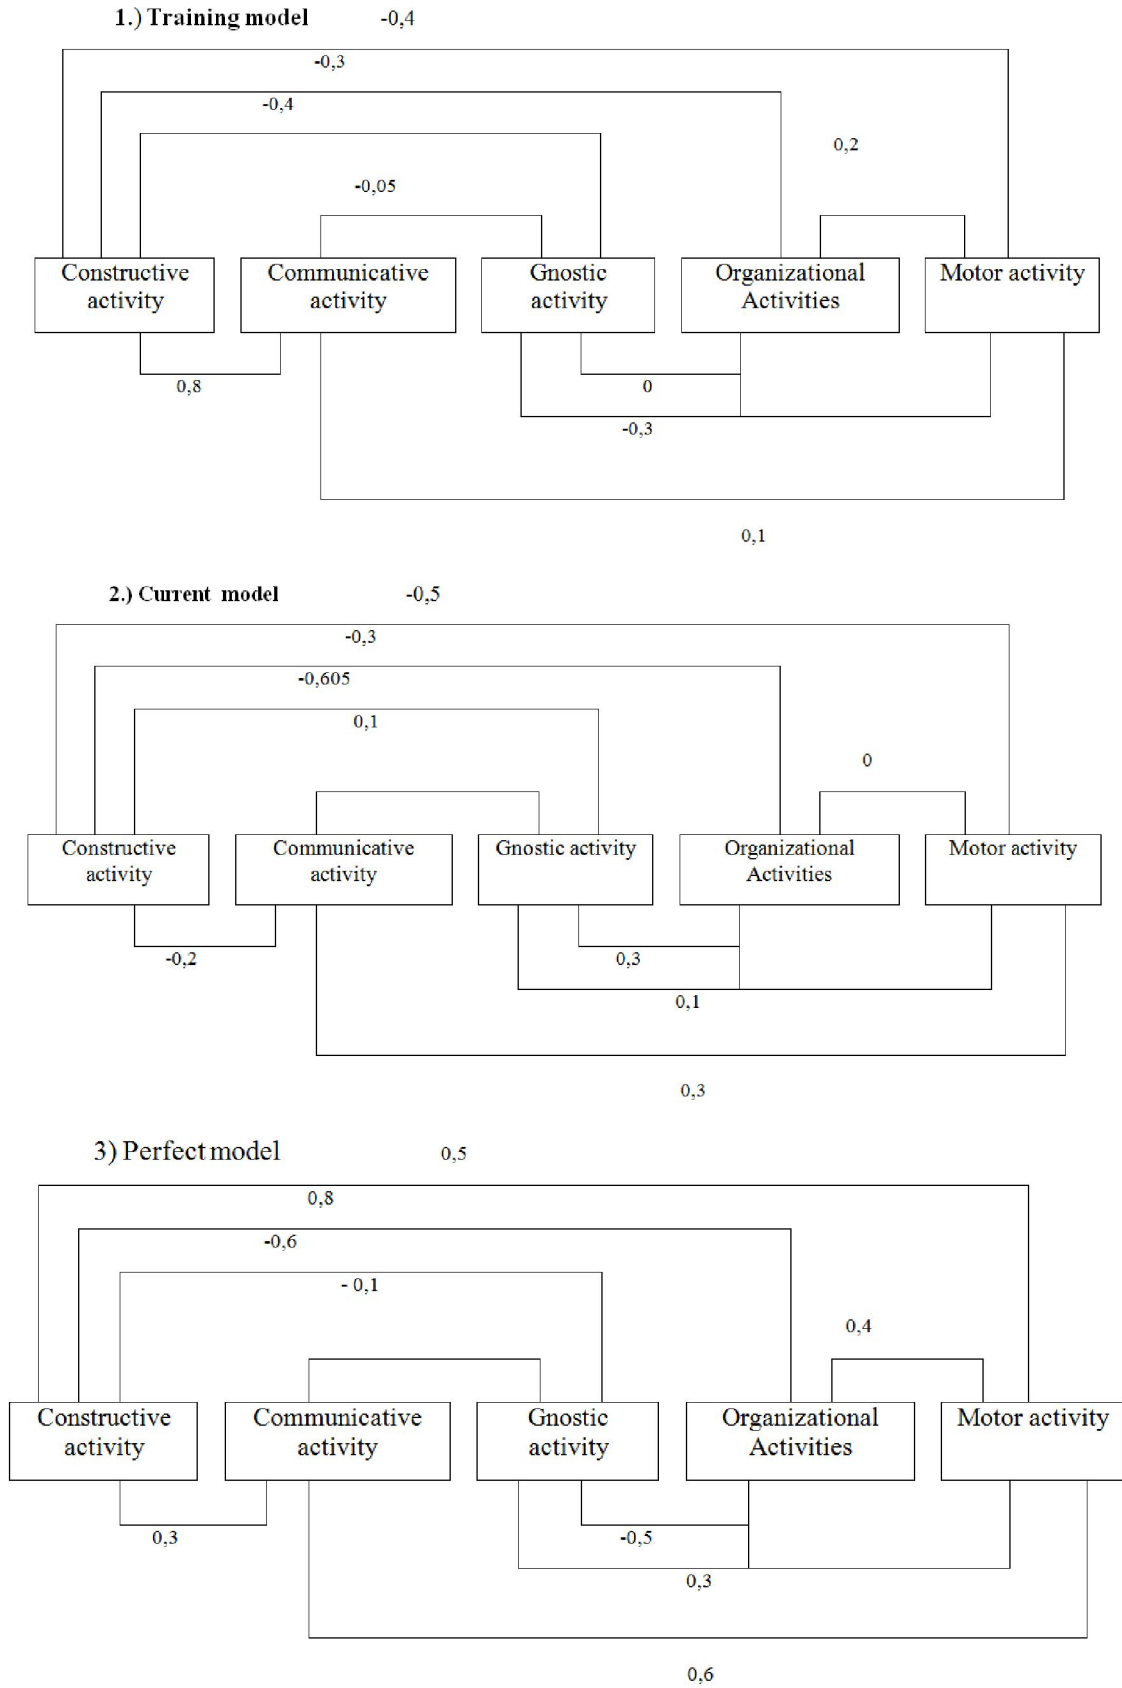 1.) Training model -0,4
-0,3
-0,4
0,2
-0,05
Constructive activity
Communicative activity
Gnostic activity
Organizational Activities
Motor activity
0,8
0
-0,3
0,1
2.) Current model -0,5
-0,3
-0,605
0,1
0
Constructive activity
Communicative activity
Gnostic activity
Organizational Activities
Motor activity
-0,2
0,3
0,1
0,3
3) Perfect model 0,5
0,8
-0,6
- 0,1
0,4
Constructive activity
Communicative activity
Gnostic activity
Organizational Activities
Motor activity
0,3
-0,5
0,3
0,6